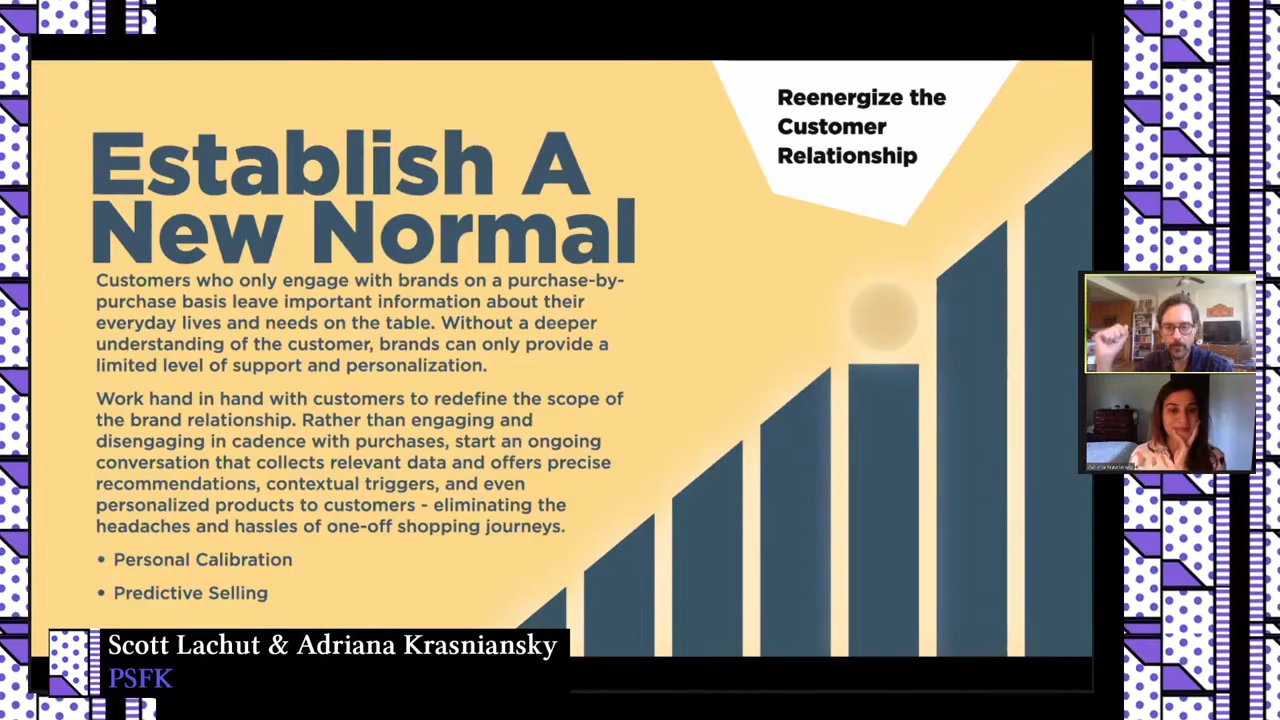 Reenergize the
Customer
Relationship
Establish A
New Normal
Customers who only engage with brands on a purchase-by-
purchase basis leave important information about their
everyday lives and needs on the table. Without a deeper
understanding of the customer, brands can only provide a
limited level of support and personalization.
Work hand in hand with customers to redefine the scope of
the brand relationship. Rather than engaging and
disengaging in cadence with purchases, start an ongoing
conversation that collects relevant data and offers precise
recommendations, contextual triggers, and even
personalized products to customers - eliminating the
headaches and hassles of one-off shopping journeys.
• Personal Calibration
• Predictive Selling
Scott Lachut & Adriana Krasniansky
PSFK